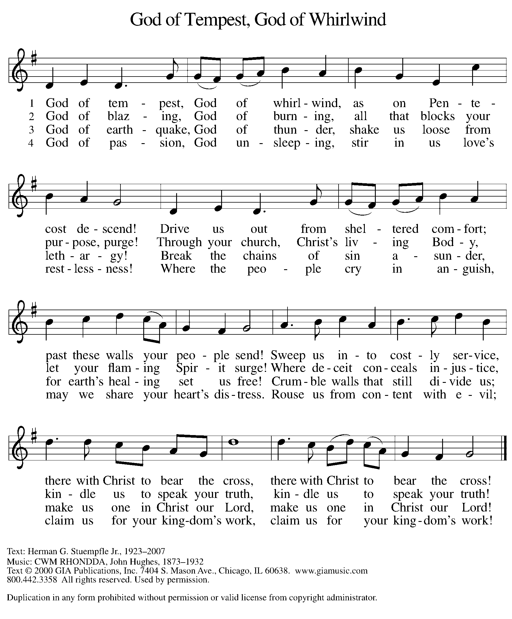 God of Tempest, God of Whirlwind
1 God of tem - pest, God of whirl - wind, as on Pen - te -
2 God of blaz - ing, God of burn - ing, all that blocks your
3 God of earth - quake, God of thun - der, shake us loose from
4 God of pas - sion, God un - sleep - ing, stir in us love's
cost de - scend! Drive us out from shel - tered com - fort;
pur - pose, purge! Through your church, Christ's liv - ing Bod - y,
leth - ar - gy! Break the chains of sin a - sun - der,
rest - less - ness! Where the peo - ple cry in an - guish,
past these walls your peo - ple send! Sweep us in - to cost - ly ser - vice,
let your flam - ing Spir - it surge! Where de - ceit con - ceals in - jus - tice,
for earth's heal - ing set us free! Crum - ble walls that still di - vide us;
may we share your heart's dis - tress. Rouse us from con - tent with e - vil;
there with Christ to bear the cross, there with Christ to bear the cross!
kin - dle us to speak your truth, kin - dle us to speak your truth!
make us one in Christ our Lord, make us one in Christ our Lord!
claim us for your king - dom's work, claim us for your king - dom's work!
Text: Herman G. Stuempfle Jr., 1923–2007
Music: CWM RHONDDA, John Hughes, 1873–1932
Text © 2000 GIA Publications, Inc. 7404 S. Mason Ave., Chicago, IL 60638. www.giamusic.com
800.442.3358 All rights reserved. Used by permission.
Duplication in any form prohibited without permission or valid license from copyright administrator.